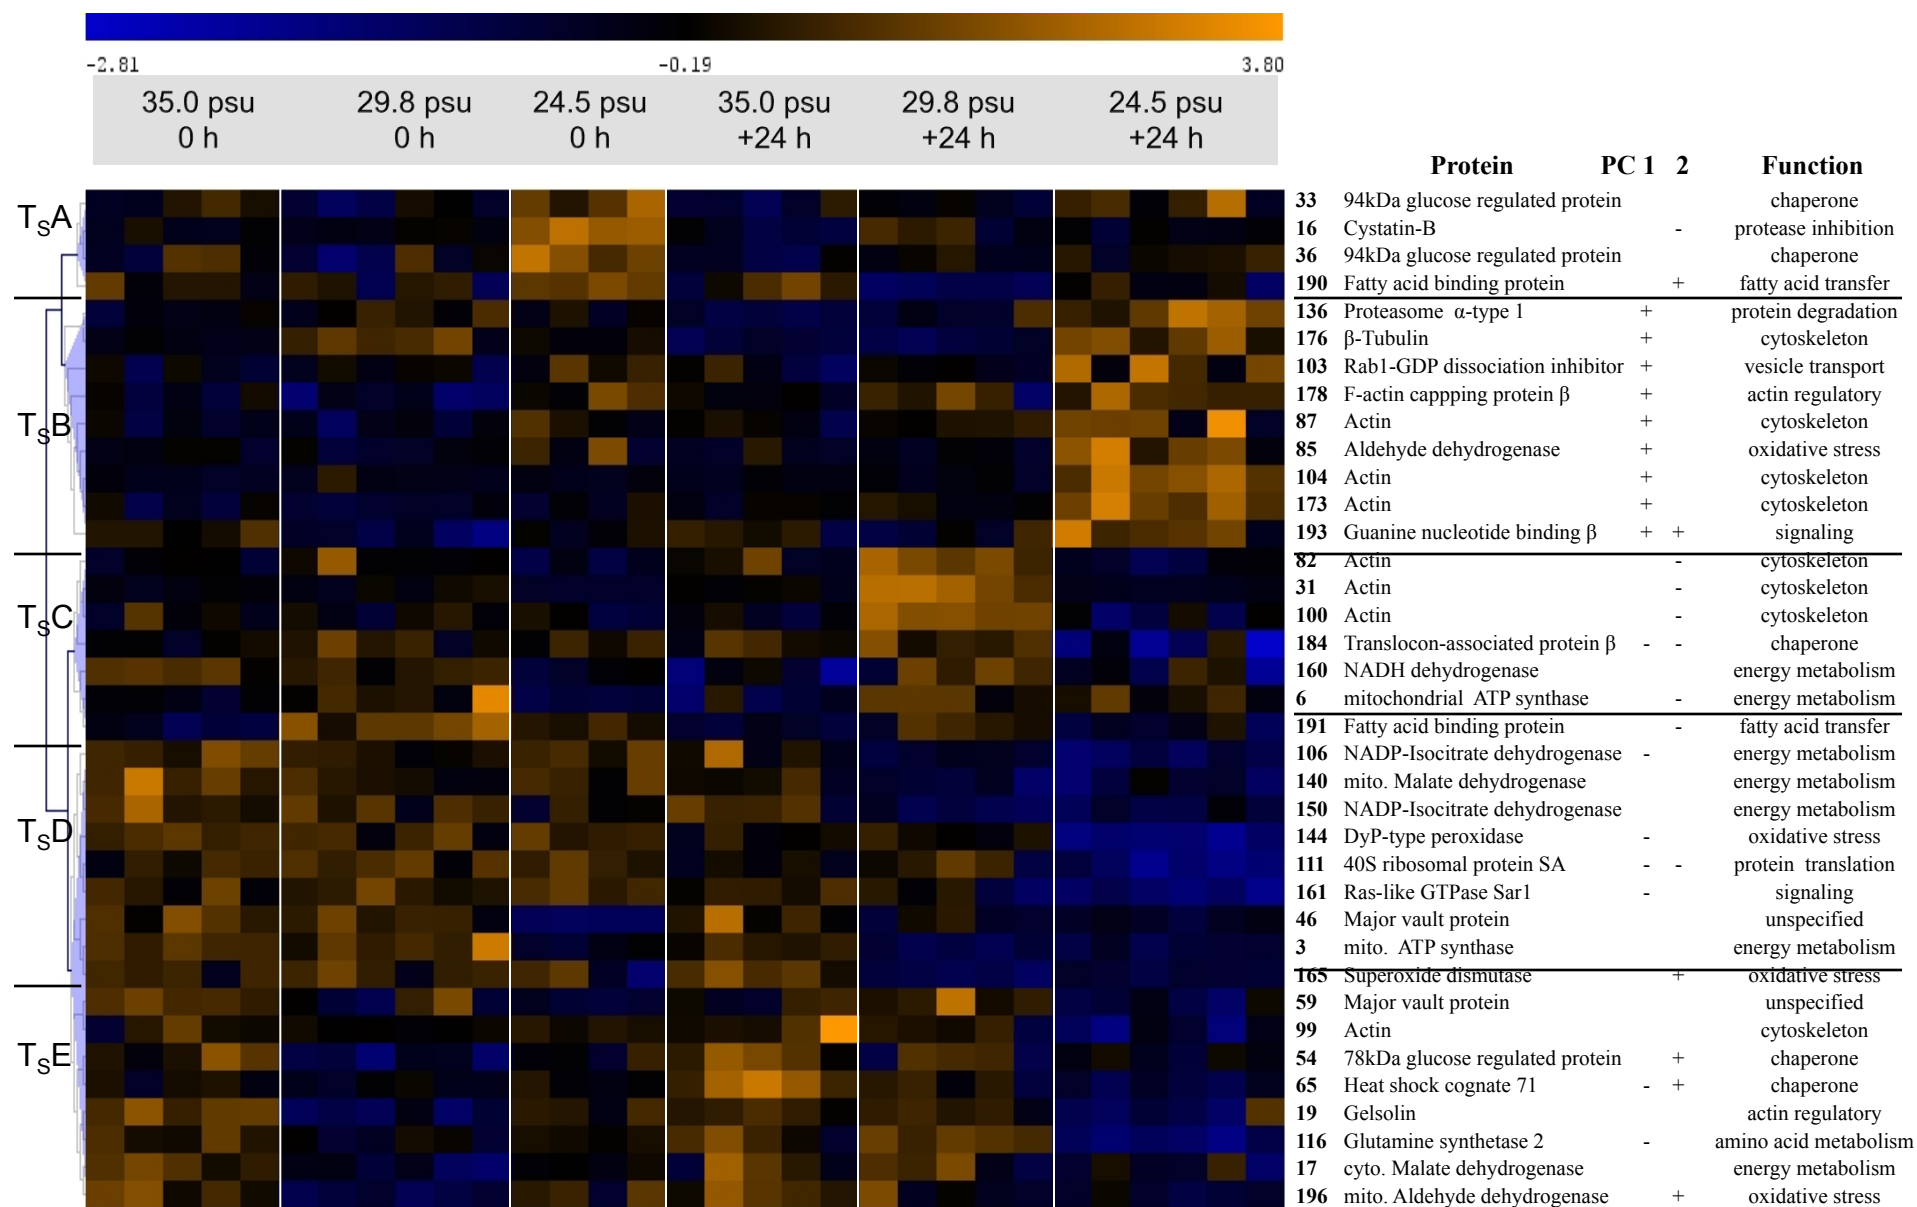 -2.81 -0.19 3.80
35.0 psu 29.8 psu 24.5 psu 35.0 psu 29.8 psu 24.5 psu
0 h 0 h 0 h +24 h +24 h +24 h
Protein PC 1 2 Function
TSA
TSB
TSC
TSD
TSE
33 94kDa glucose regulated protein chaperone
16 Cystatin-B - protease inhibition
36 94kDa glucose regulated protein chaperone
190 Fatty acid binding protein + fatty acid transfer
136 Proteasome α-type 1 + protein degradation
176 β-Tubulin + cytoskeleton
103 Rab1-GDP dissociation inhibitor + vesicle transport
178 F-actin cappping protein β + actin regulatory
87 Actin + cytoskeleton
85 Aldehyde dehydrogenase + oxidative stress
104 Actin + cytoskeleton
173 Actin + cytoskeleton
193 Guanine nucleotide binding β + + signaling
82 Actin - cytoskeleton
31 Actin - cytoskeleton
100 Actin - cytoskeleton
184 Translocon-associated protein β - - chaperone
160 NADH dehydrogenase energy metabolism
6 mitochondrial ATP synthase - energy metabolism
191 Fatty acid binding protein - fatty acid transfer
106 NADP-Isocitrate dehydrogenase - energy metabolism
140 mito. Malate dehydrogenase energy metabolism
150 NADP-Isocitrate dehydrogenase energy metabolism
144 DyP-type peroxidase - oxidative stress
111 40S ribosomal protein SA - - protein translation
161 Ras-like GTPase Sar1 - signaling
46 Major vault protein unspecified
3 mito. ATP synthase energy metabolism
165 Superoxide dismutase + oxidative stress
59 Major vault protein unspecified
99 Actin cytoskeleton
54 78kDa glucose regulated protein + chaperone
65 Heat shock cognate 71 - + chaperone
19 Gelsolin actin regulatory
116 Glutamine synthetase 2 - amino acid metabolism
17 cyto. Malate dehydrogenase energy metabolism
196 mito. Aldehyde dehydrogenase + oxidative stress